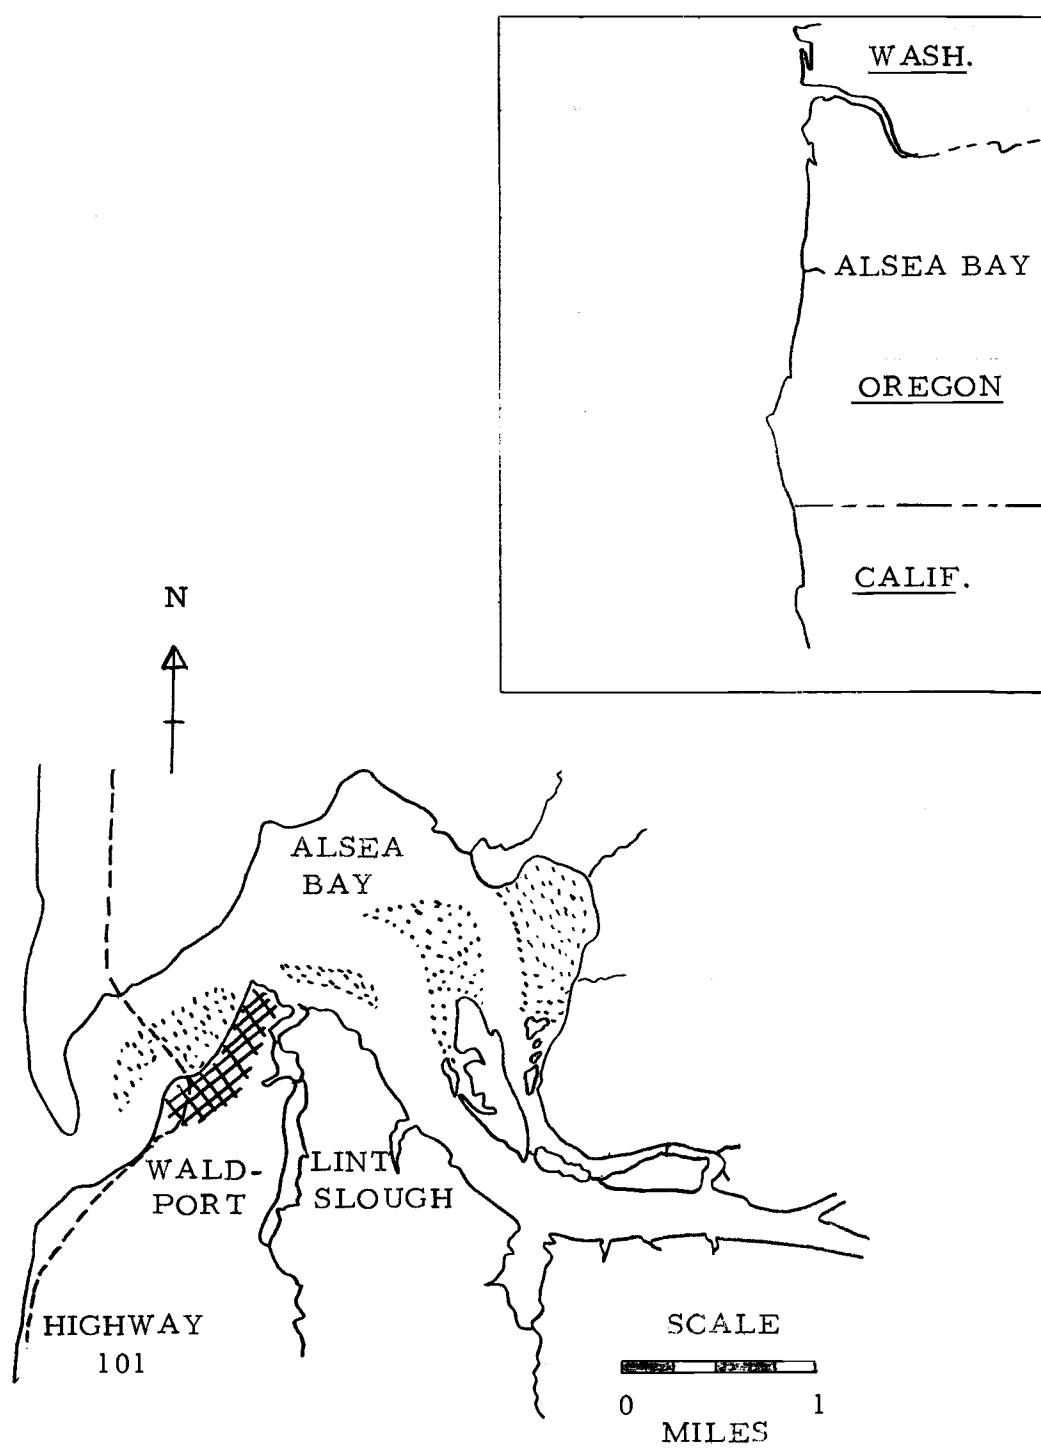 WASH.
ALSEA BAY
OREGON
CALIF.
N
ALSEA
BAY
WALD-
PORT
LINT
SLOUGH
HIGHWAY
101
SCALE
0 1
MILES